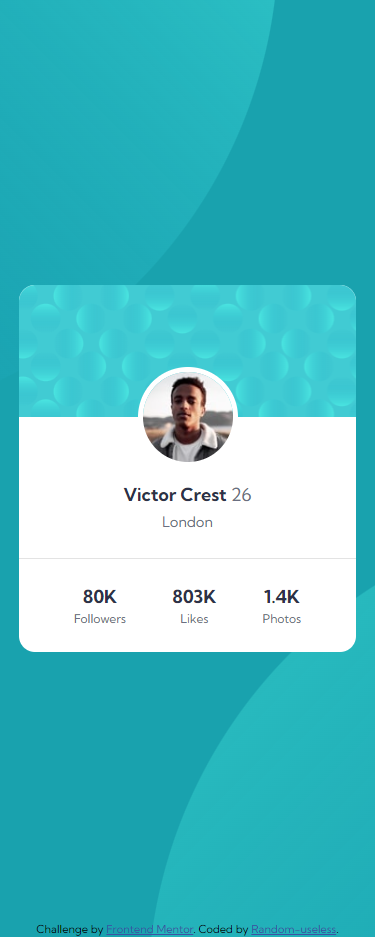 Victor Crest 26
London
80K 803K 1.4K
Followers Likes Photos
Challenge by Frontend Mentor. Coded by Random-useless.